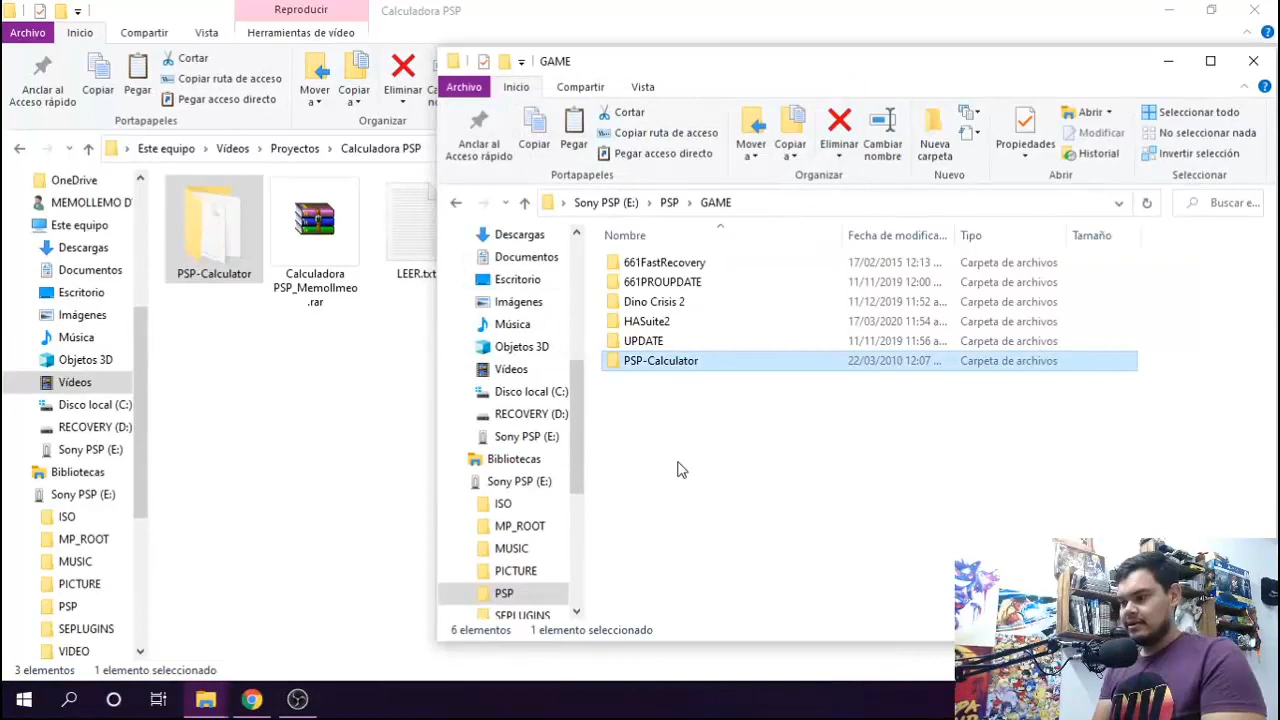 Reproducir
Calculadora PSP
Archivo
Inicio
Compartir
Vista
Herramientas de vídeo
Anclar al
Acceso rápido
Copiar
Pegar
Cortar
Copiar ruta de acceso
Pegar acceso directo
Mover
a
Copiar
a
Eliminar
Portapapeles
Organizar
Este equipo
Vídeos
Proyectos
Calculadora PSP
OneDrive
MEMOLLEMO D
Este equipo
Descargas
Documentos
Escritorio
Imágenes
Música
Objetos 3D
Vídeos
Disco local (C:)
RECOVERY (D:)
Sony PSP (E:)
Bibliotecas
Sony PSP (E:)
ISO
MP_ROOT
MUSIC
PICTURE
PSP
SEPLUGINS
VIDEO
PSP-Calculator
Calculadora
PSP_Memollmeo
.rar
LEER.txt
3 elementos
1 elemento seleccionado
GAME
Archivo
Inicio
Compartir
Vista
Anclar al
Acceso rápido
Copiar
Pegar
Cortar
Copiar ruta de acceso
Pegar acceso directo
Portapapeles
Mover
a
Copiar
a
Eliminar
Cambiar
nombre
Organizar
Nueva
carpeta
Nuevo
Propiedades
Abrir
Modificar
Historial
Abrir
Seleccionar todo
No seleccionar nada
Invertir selección
Seleccionar
Sony PSP (E:)
PSP
GAME
Buscar e...
Descargas
Documentos
Escritorio
Imágenes
Música
Objetos 3D
Vídeos
Disco local (C:)
RECOVERY (D:)
Sony PSP (E:)
Bibliotecas
Sony PSP (E:)
ISO
MP_ROOT
MUSIC
PICTURE
PSP
SEPLUGINS
Nombre
Fecha de modifica...
Tipo
Tamaño
661FastRecovery
17/02/2015 12:13 ...
Carpeta de archivos
661PROUPDATE
11/11/2019 12:00 ...
Carpeta de archivos
Dino Crisis 2
11/12/2019 11:52 a...
Carpeta de archivos
HASuite2
17/03/2020 11:54 a...
Carpeta de archivos
UPDATE
11/11/2019 11:56 a...
Carpeta de archivos
PSP-Calculator
22/03/2010 12:07 ...
Carpeta de archivos
6 elementos
1 elemento seleccionado